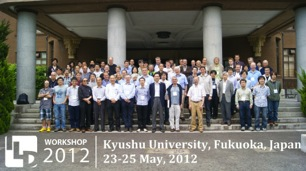 WORKSHOP
2012
Kyushu University, Fukuoka, Japan
23-25 May, 2012